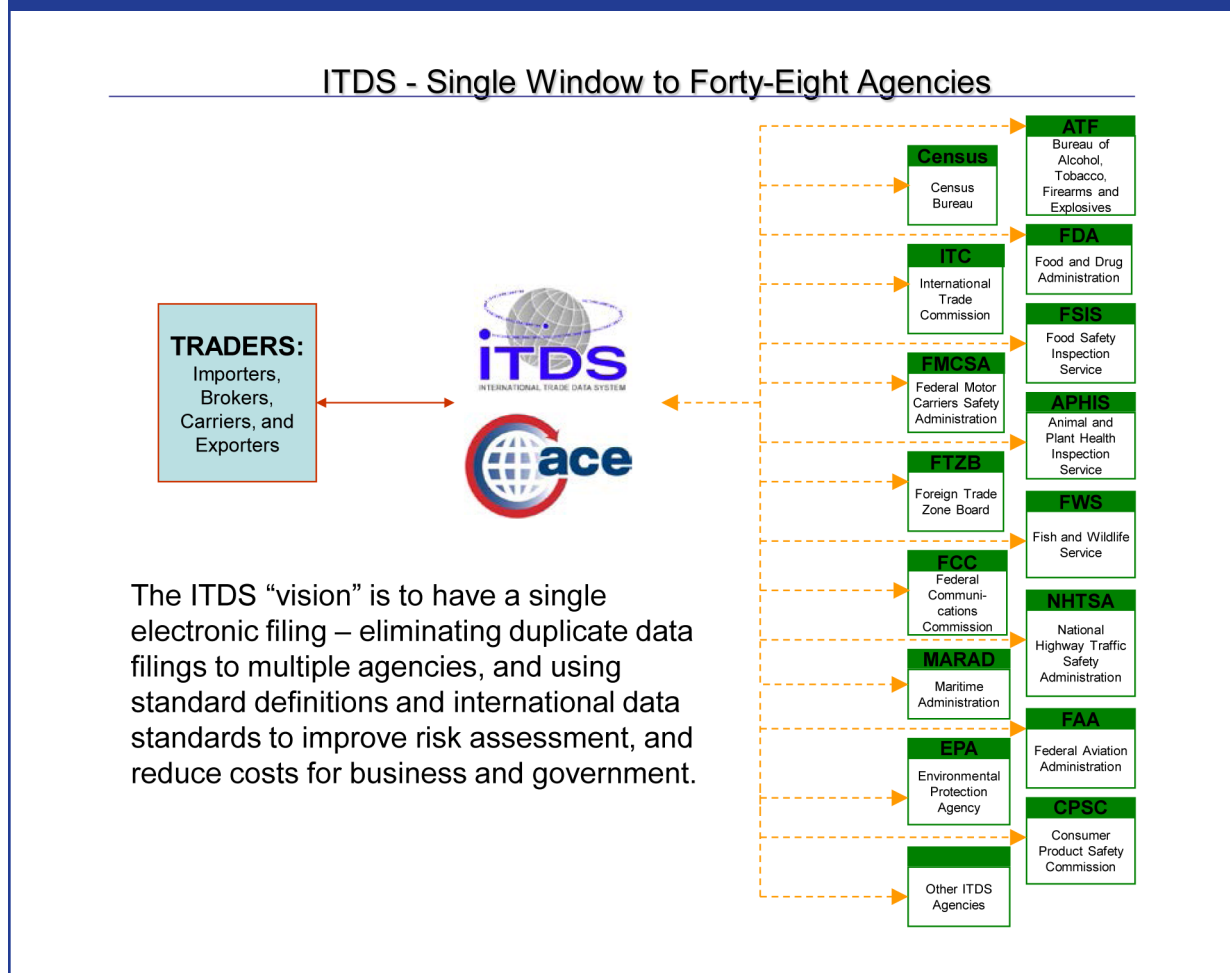 ITDS - Single Window to Forty-Eight Agencies
TRADERS:
Importers,
Brokers,
Carriers, and
Exporters
iTDS
INTERNATIONAL TRADE DATA SYSTEM
ace
The ITDS “vision” is to have a single
electronic filing – eliminating duplicate data
filings to multiple agencies, and using
standard definitions and international data
standards to improve risk assessment, and
reduce costs for business and government.
Census
Census
Bureau
ITC
International
Trade
Commission
FMCSA
Federal Motor
Carriers Safety
Administration
FTZB
Foreign Trade
Zone Board
FCC
Federal
Communi-
cations
Commission
MARAD
Maritime
Administration
EPA
Environmental
Protection
Agency
Other ITDS
Agencies
ATF
Bureau of
Alcohol,
Tobacco,
Firearms and
Explosives
FDA
Food and Drug
Administration
FSIS
Food Safety
Inspection
Service
APHIS
Animal and
Plant Health
Inspection
Service
FWS
Fish and Wildlife
Service
NHTSA
National
Highway Traffic
Safety
Administration
FAA
Federal Aviation
Administration
CPSC
Consumer
Product Safety
Commission